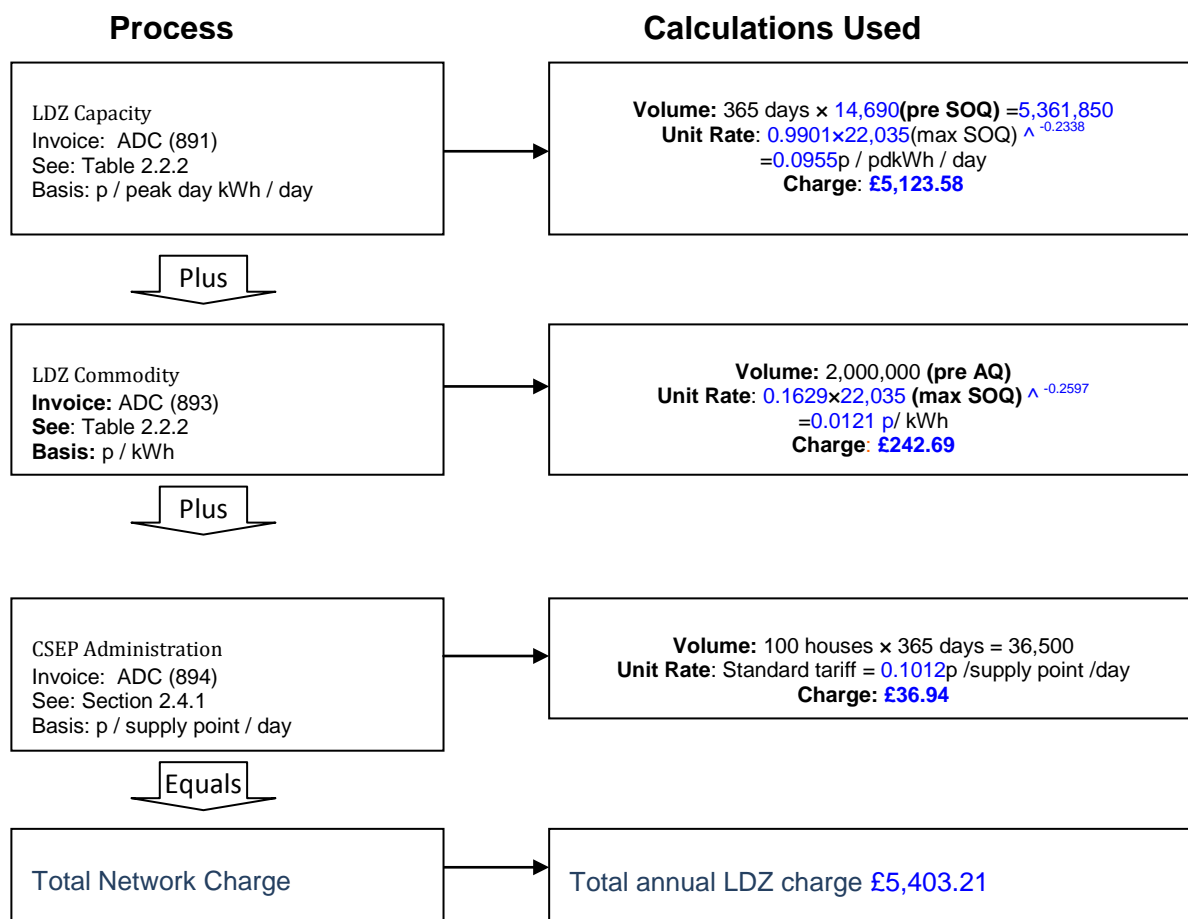 Process
Calculations Used
LDZ Capacity
Invoice: ADC (891)
See: Table 2.2.2
Basis: p / peak day kWh / day
Volume: 365 days × 14,690(pre SOQ) =5,361,850
Unit Rate: 0.9901×22,035(max SOQ) ^ -0.2338
=0.0955p / pdkWh / day
Charge: £5,123.58
Plus
LDZ Commodity
Invoice: ADC (893)
See: Table 2.2.2
Basis: p / kWh
Volume: 2,000,000 (pre AQ)
Unit Rate: 0.1629×22,035 (max SOQ) ^ -0.2597
=0.0121 p/ kWh
Charge: £242.69
Plus
CSEP Administration
Invoice: ADC (894)
See: Section 2.4.1
Basis: p / supply point / day
Volume: 100 houses × 365 days = 36,500
Unit Rate: Standard tariff = 0.1012p /supply point /day
Charge: £36.94
Equals
Total Network Charge
Total annual LDZ charge £5,403.21